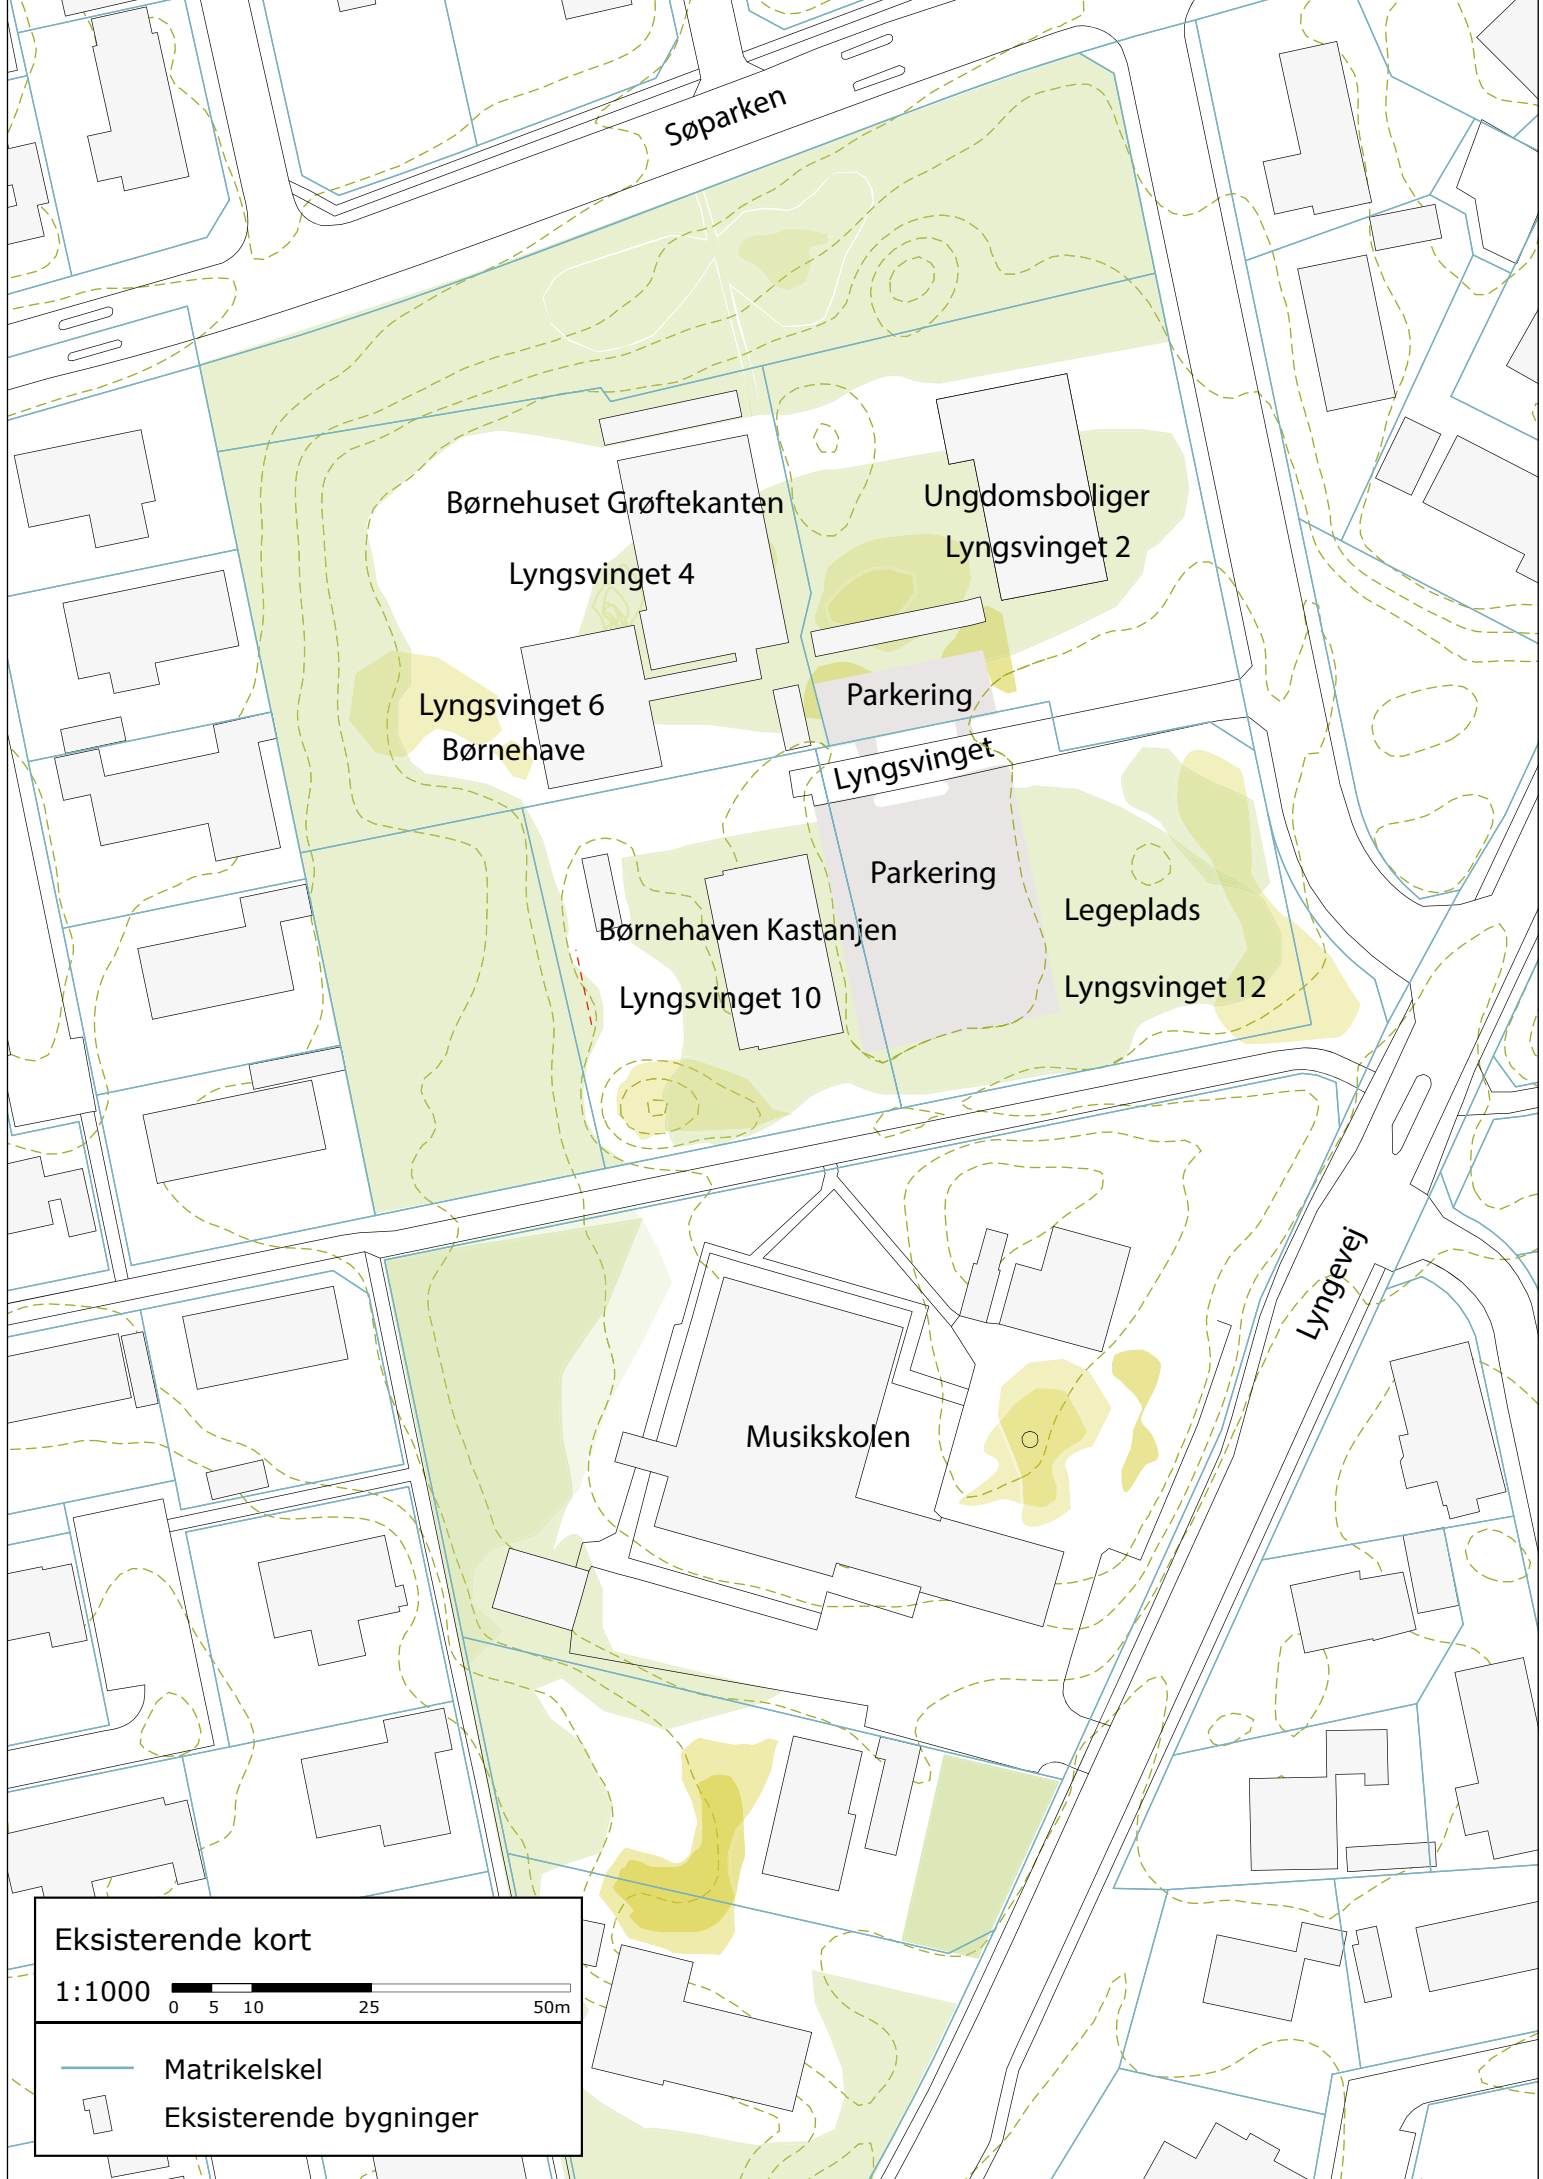 Søparken
Børnehuset Grøftekanten
Lyngsvinget 4
Ungdomsboliger
Lyngsvinget 2
Lyngsvinget 6
Børnehave
Parkering
Lyngsvinget
Parkering
Legeplads
Lyngsvinget 12
Børnehaven Kastanjen
Lyngsvinget 10
Lyngevej
Musikskolen
Eksisterende kort
1:1000
0 5 10 25 50m
Matrikelskel
Eksisterende bygninger